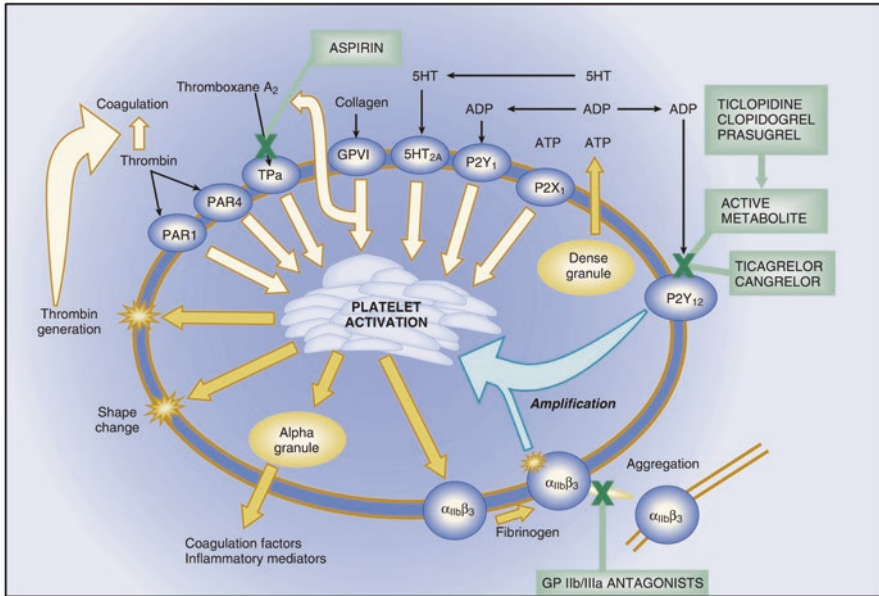 ASPIRIN
Thromboxane A₂
5HT
5HT
Coagulation
Collagen
ADP
ADP
ADP
TICLOPIDINE
CLOPIDOGREL
PRASUGREL
Thrombin
ATP
ATP
TPa
GPVI
5HT₂A
P2Y₁
P2X₁
PAR4
PAR1
ACTIVE
METABOLITE
Dense
granule
TICAGRELOR
CANGRELOR
P2Y₁₂
Thrombin
generation
PLATELET
ACTIVATION
Amplification
Shape
change
Alpha
granule
Aggregation
αIIbβ₃
αIIbβ₃
αIIbβ₃
Fibrinogen
Coagulation factors
Inflammatory mediators
GP IIb/IIIa ANTAGONISTS